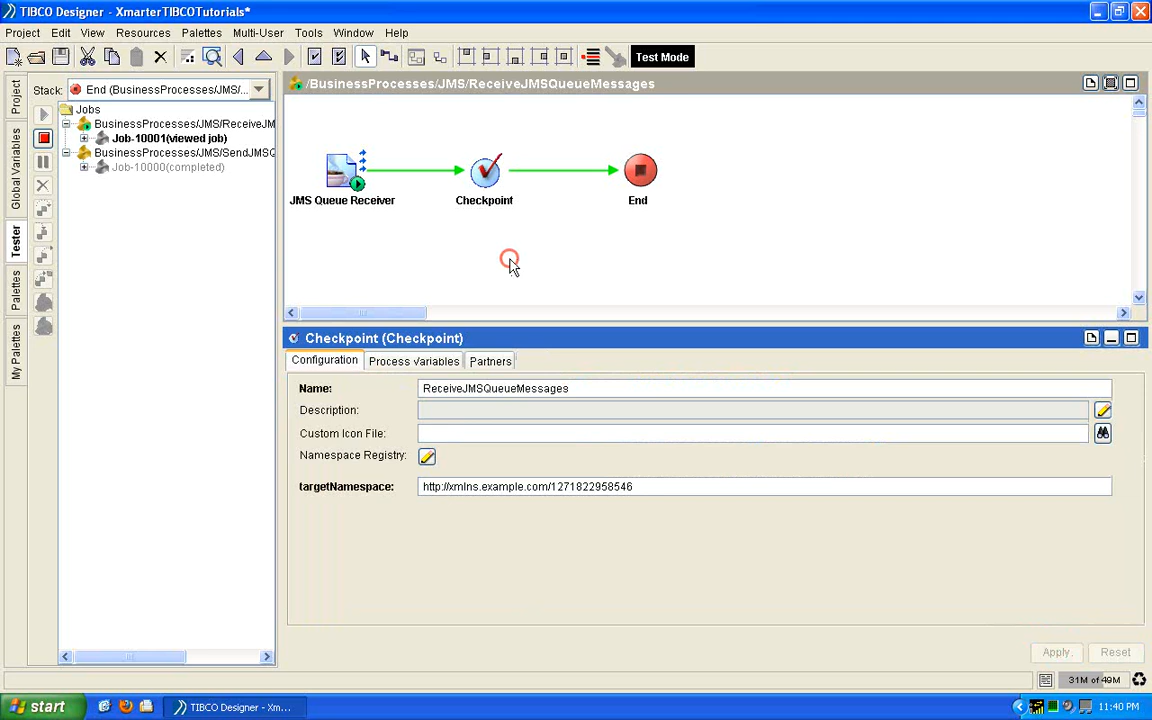 TIBCO Designer - XmarterTIBCOTutorials*
Project Edit View Resources Palettes Multi-User Tools Window Help
Test Mode
Project
Global Variables
Tester
Palettes
My Palettes
Stack: End (BusinessProcesses/JMS/...
Jobs
BusinessProcesses/JMS/ReceiveJM
Job-10001(viewed job)
BusinessProcesses/JMS/SendJMSQ
Job-10000(completed)
/BusinessProcesses/JMS/ReceiveJMSQueueMessages
JMS Queue Receiver Checkpoint End
Checkpoint (Checkpoint)
Configuration Process Variables Partners
Name: ReceiveJMSQueueMessages
Description:
Custom Icon File:
Namespace Registry:
targetNamespace: http://xmlns.example.com/1271822958546
Apply Reset
31M of 49M
start TIBCO Designer - Xm... 11:40 PM